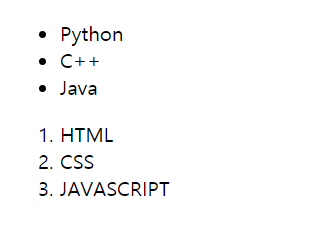 • Python
• C++
• Java
1. HTML
2. CSS
3. JAVASCRIPT